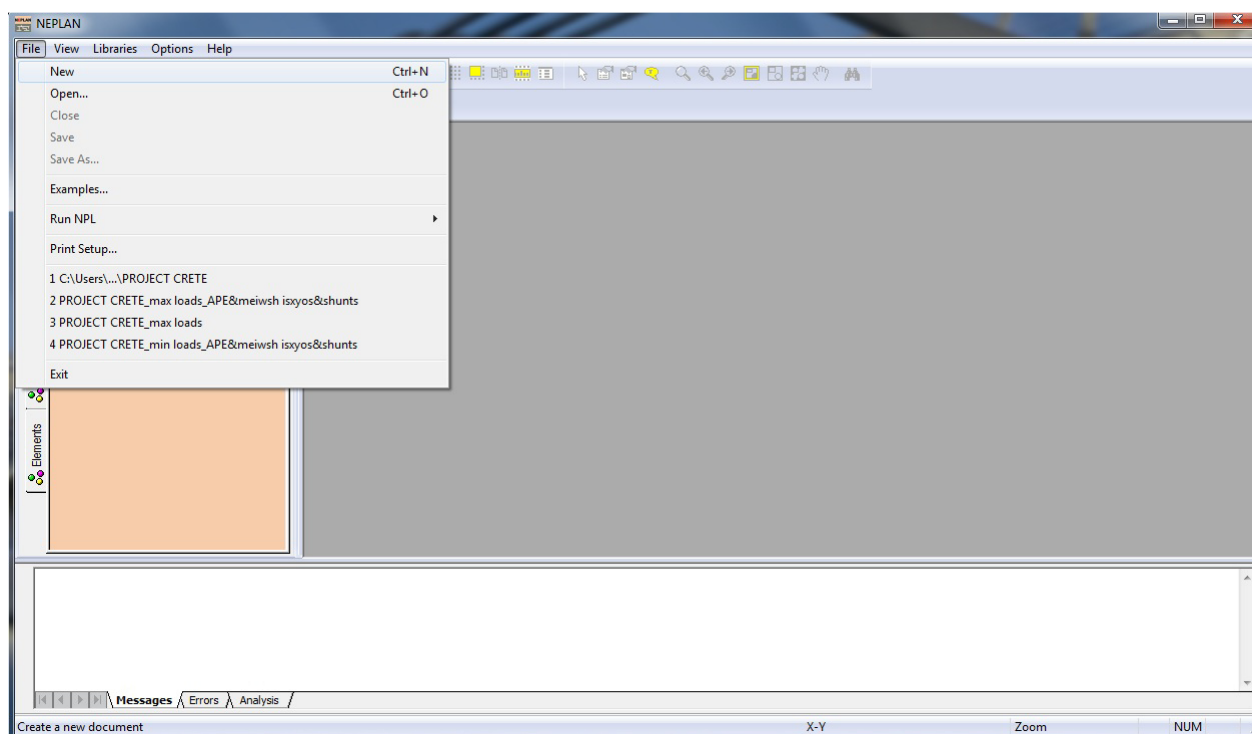 NEPLAN
File View Libraries Options Help
New Ctrl+N
Open... Ctrl+O
Close
Save
Save As...
Examples...
Run NPL
Print Setup...
1 C:\Users\...\PROJECT CRETE
2 PROJECT CRETE_max loads_APE&meiwsh isxyos&shunts
3 PROJECT CRETE_max loads
4 PROJECT CRETE_min loads_APE&meiwsh isxyos&shunts
Exit
Elements
Messages Errors Analysis
Create a new document X-Y Zoom NUM